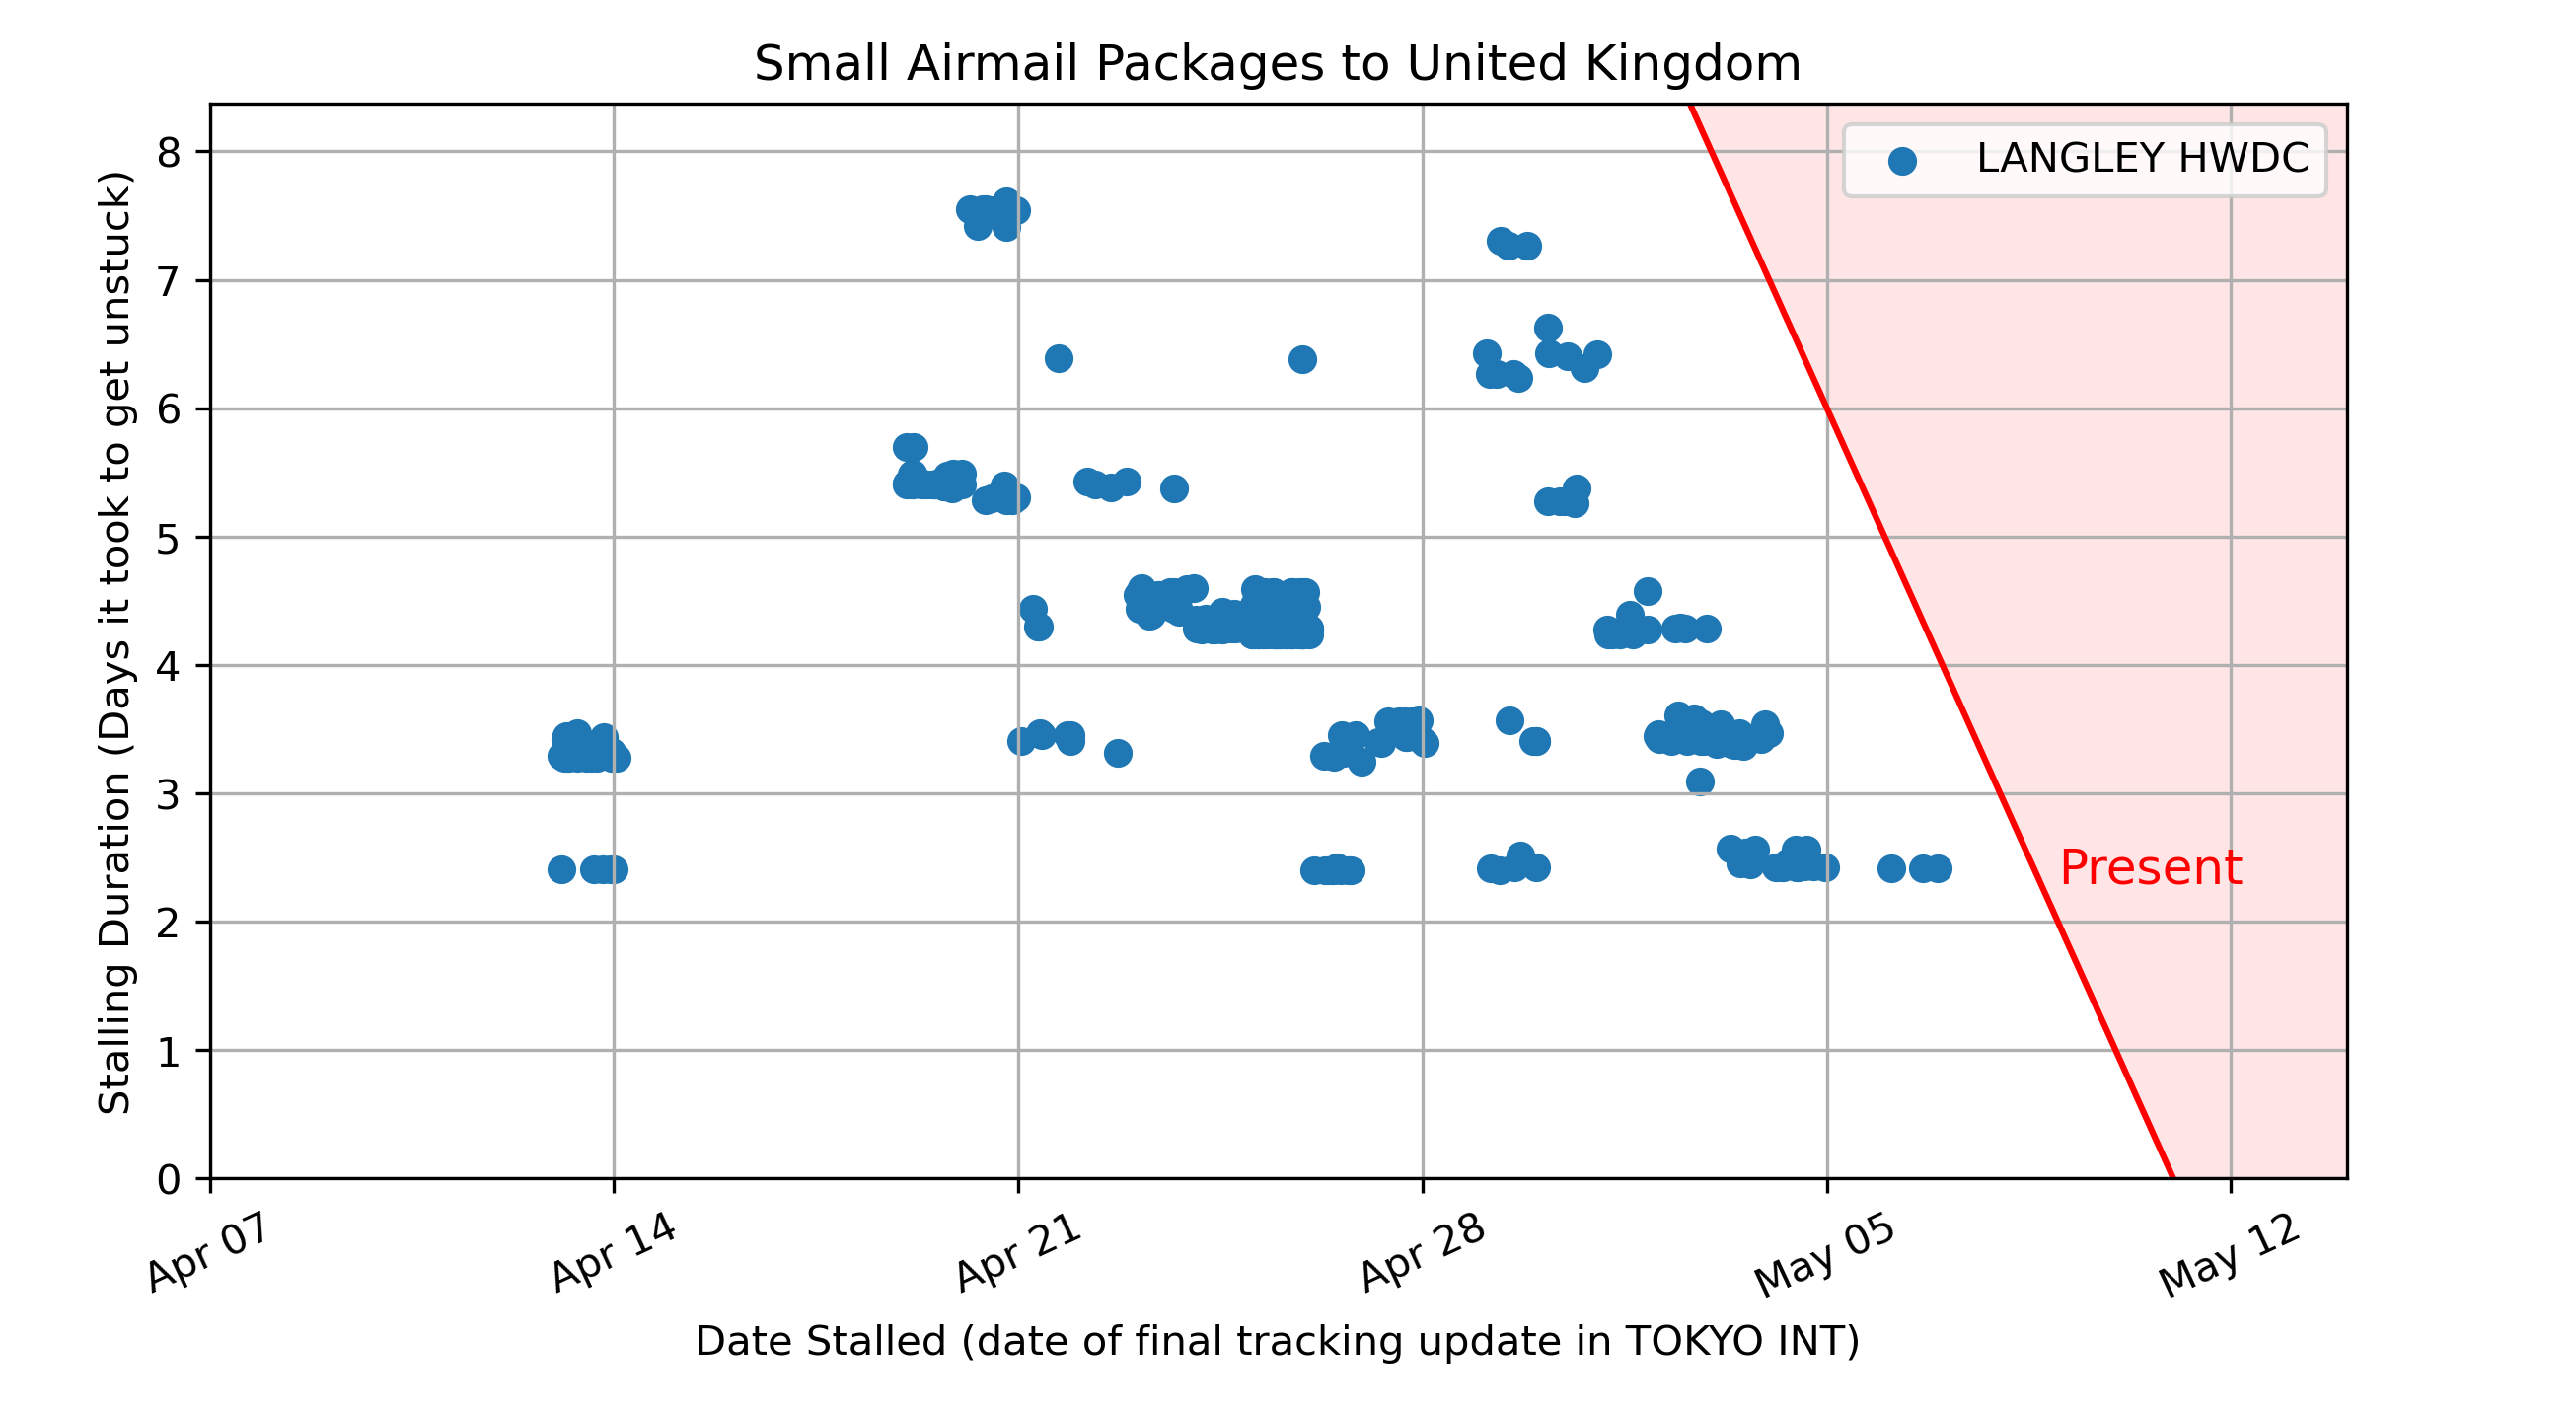 Small Airmail Packages to United Kingdom
LANGLEY HWDC
Stalling Duration (Days it took to get unstuck)
8
7
6
5
4
3
2
1
0
Present
Apr 07
Apr 14
Apr 21
Apr 28
May 05
May 12
Date Stalled (date of final tracking update in TOKYO INT)